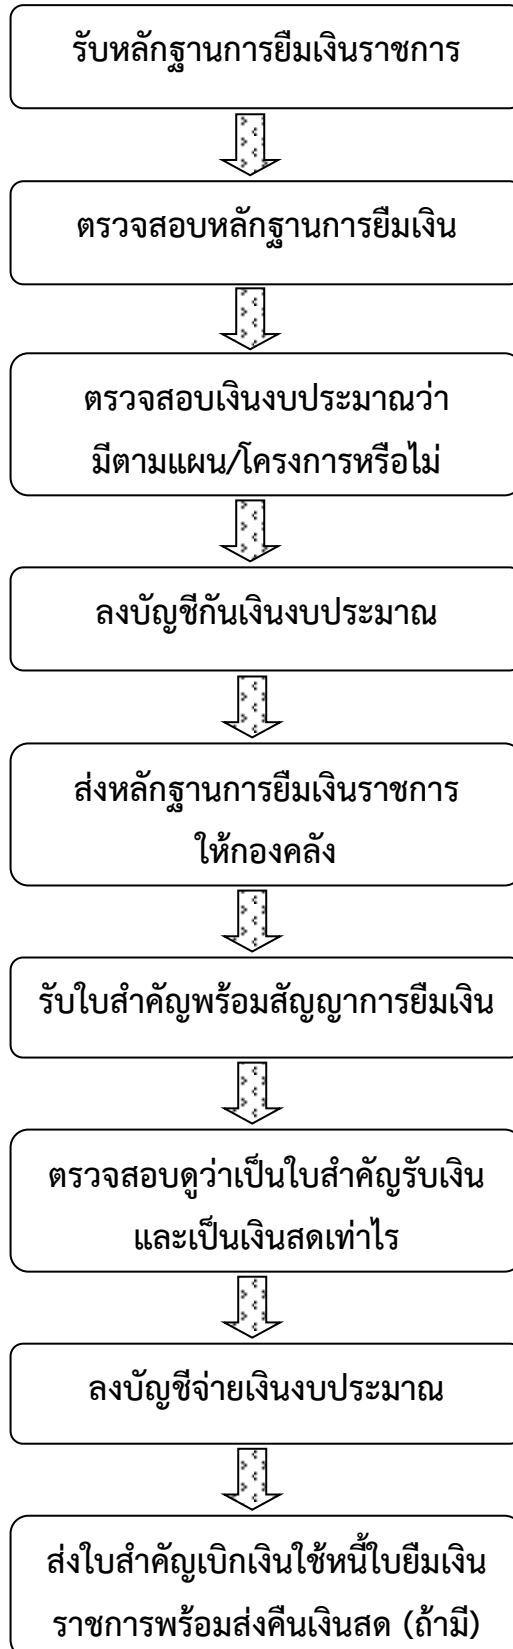 รับหลักฐานการยืมเงินราชการ
ตรวจสอบหลักฐานการยืมเงิน
ตรวจสอบเงินงบประมาณว่า
มีตามแผน/โครงการหรือไม่
ลงบัญชีกันเงินงบประมาณ
ส่งหลักฐานการยืมเงินราชการ
ให้กองคลัง
รับใบสำคัญพร้อมสัญญาการยืมเงิน
ตรวจสอบดูว่าเป็นใบสำคัญรับเงิน
และเป็นเงินสดเท่าไร
ลงบัญชีจ่ายเงินงบประมาณ
ส่งใบสำคัญเบิกเงินใช้หนี้ใบยืมเงิน
ราชการพร้อมส่งคืนเงินสด (ถ้ามี)